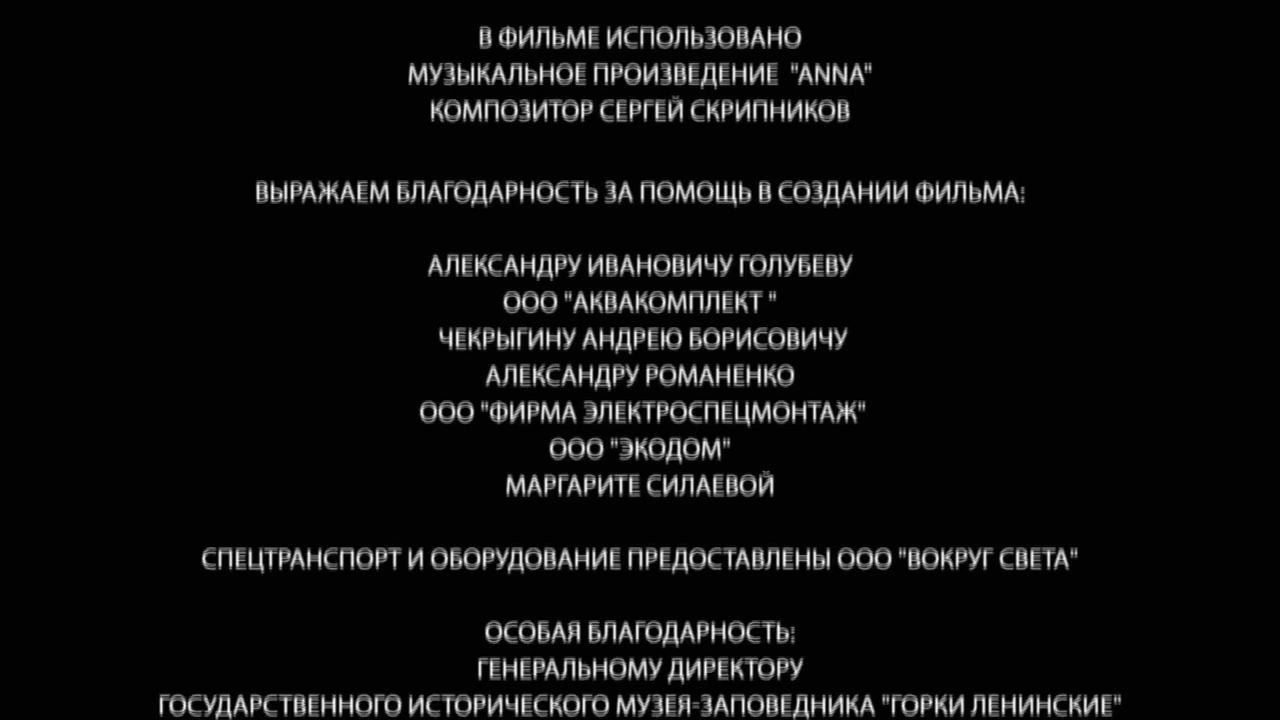 В ФИЛЬМЕ ИСПОЛЬЗОВАНО
МУЗЫКАЛЬНОЕ ПРОИЗВЕДЕНИЕ "ANNA"
КОМПОЗИТОР СЕРГЕЙ СКРИПНИКОВ
ВЫРАЖАЕМ БЛАГОДАРНОСТЬ ЗА ПОМОЩЬ В СОЗДАНИИ ФИЛЬМА:
АЛЕКСАНДРУ ИВАНОВИЧУ ГОЛУБЕВУ
ООО "АКВАКОМПЛЕКТ "
ЧЕКРЫГИНУ АНДРЕЮ БОРИСОВИЧУ
АЛЕКСАНДРУ РОМАНЕНКО
ООО "ФИРМА ЭЛЕКТРОСПЕЦМОНТАЖ"
ООО "ЭКОДОМ"
МАРГАРИТЕ СИЛАЕВОЙ
СПЕЦТРАНСПОРТ И ОБОРУДОВАНИЕ ПРЕДОСТАВЛЕНЫ ООО "ВОКРУГ СВЕТА"
ОСОБАЯ БЛАГОДАРНОСТЬ:
ГЕНЕРАЛЬНОМУ ДИРЕКТОРУ
ГОСУДАРСТВЕННОГО ИСТОРИЧЕСКОГО МУЗЕЯ-ЗАПОВЕДНИКА "ГОРКИ ЛЕНИНСКИЕ"